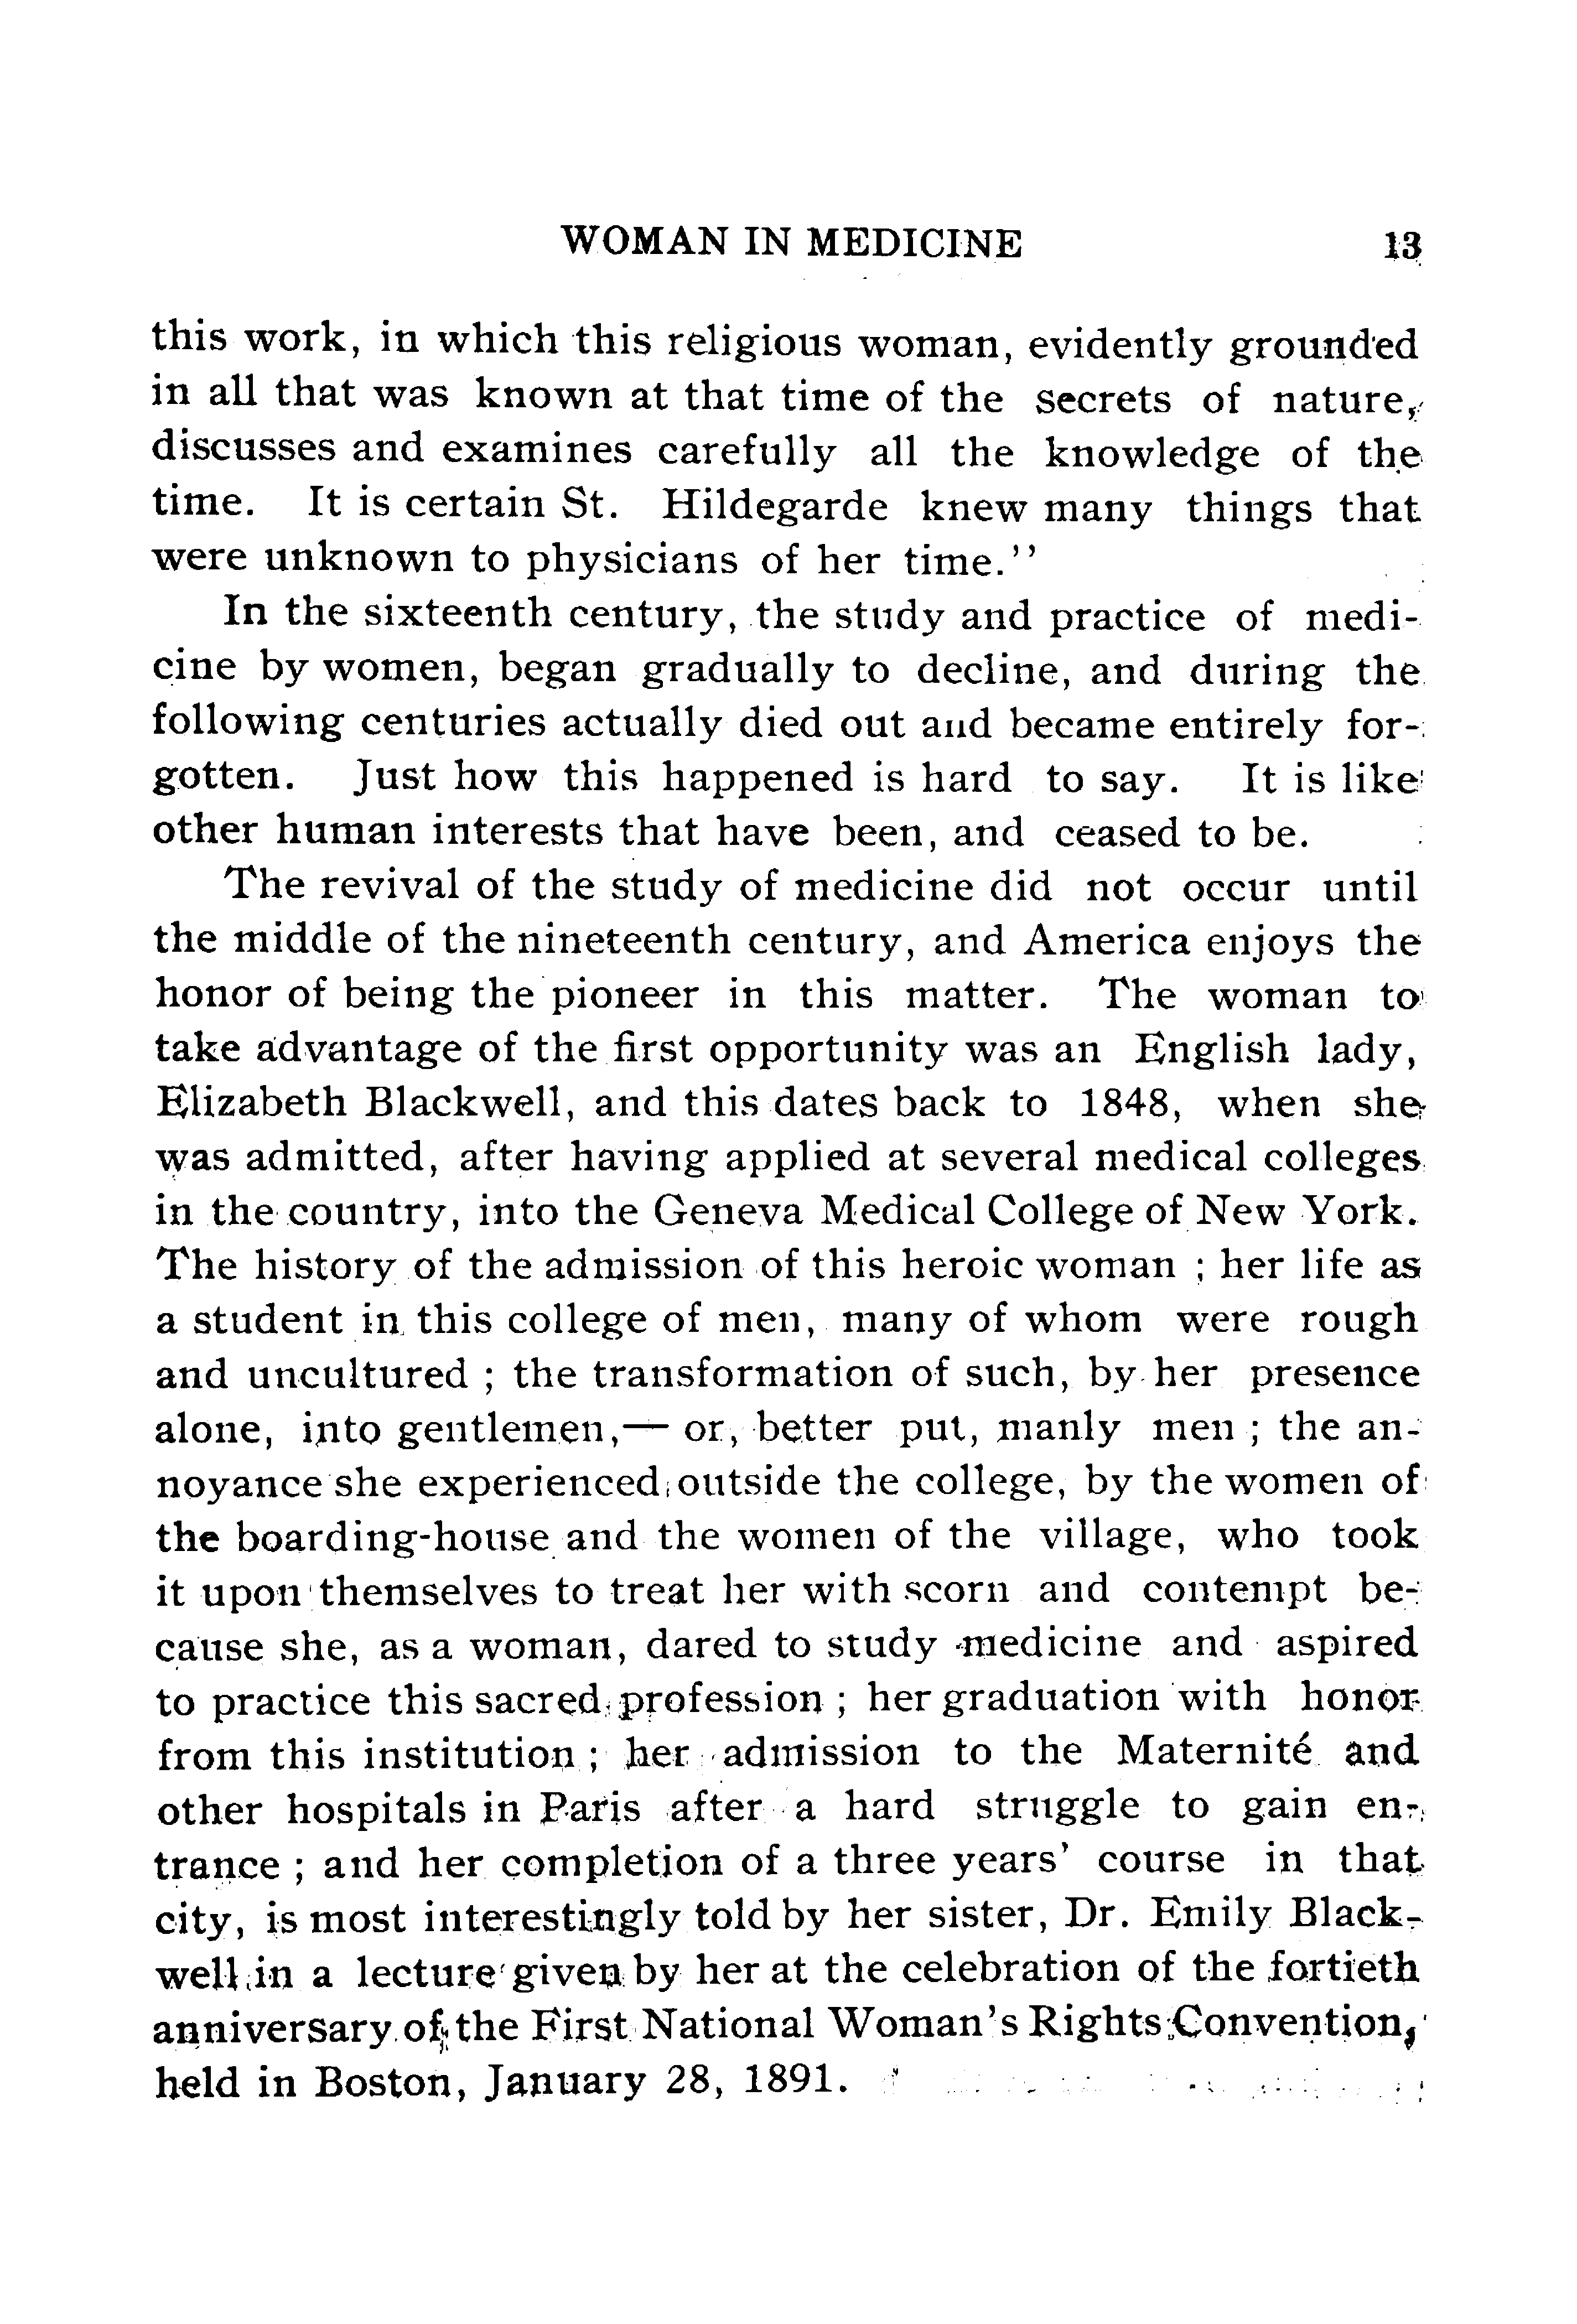 WOMAN IN MEDICINE 13
this work, in which this religious woman, evidently grounded
in all that was known at that time of the secrets of nature,
discusses and examines carefully all the knowledge of the
time. It is certain St. Hildegarde knew many things that
were unknown to physicians of her time.''
In the sixteenth century, the study and practice of medi-
cine by women, began gradually to decline, and during the
following centuries actually died out and became entirely for-
gotten. Just how this happened is hard to say. It is like
other human interests that have been, and ceased to be.
The revival of the study of medicine did not occur until
the middle of the nineteenth century, and America enjoys the
honor of being the pioneer in this matter. The woman to
take advantage of the first opportunity was an English lady,
Elizabeth Blackwell, and this dates back to 1848, when she
was admitted, after having applied at several medical colleges
in the country, into the Geneva Medical College of New York.
The history of the admission of this heroic woman ; her life as
a student in this college of men, many of whom were rough
and uncultured ; the transformation of such, by her presence
alone, into gentlemen,— or, better put, manly men ; the an-
noyance she experienced outside the college, by the women of
the boarding-house and the women of the village, who took
it upon themselves to treat her with scorn and contempt be-
cause she, as a woman, dared to study medicine and aspired
to practice this sacred profession ; her graduation with honor
from this institution ; her admission to the Maternité and
other hospitals in Paris after a hard struggle to gain en-
trance ; and her completion of a three years' course in that
city, is most interestingly told by her sister, Dr. Emily Black-
well in a lecture given by her at the celebration of the fortieth
anniversary of the First National Woman's Rights Convention,
held in Boston, January 28, 1891.